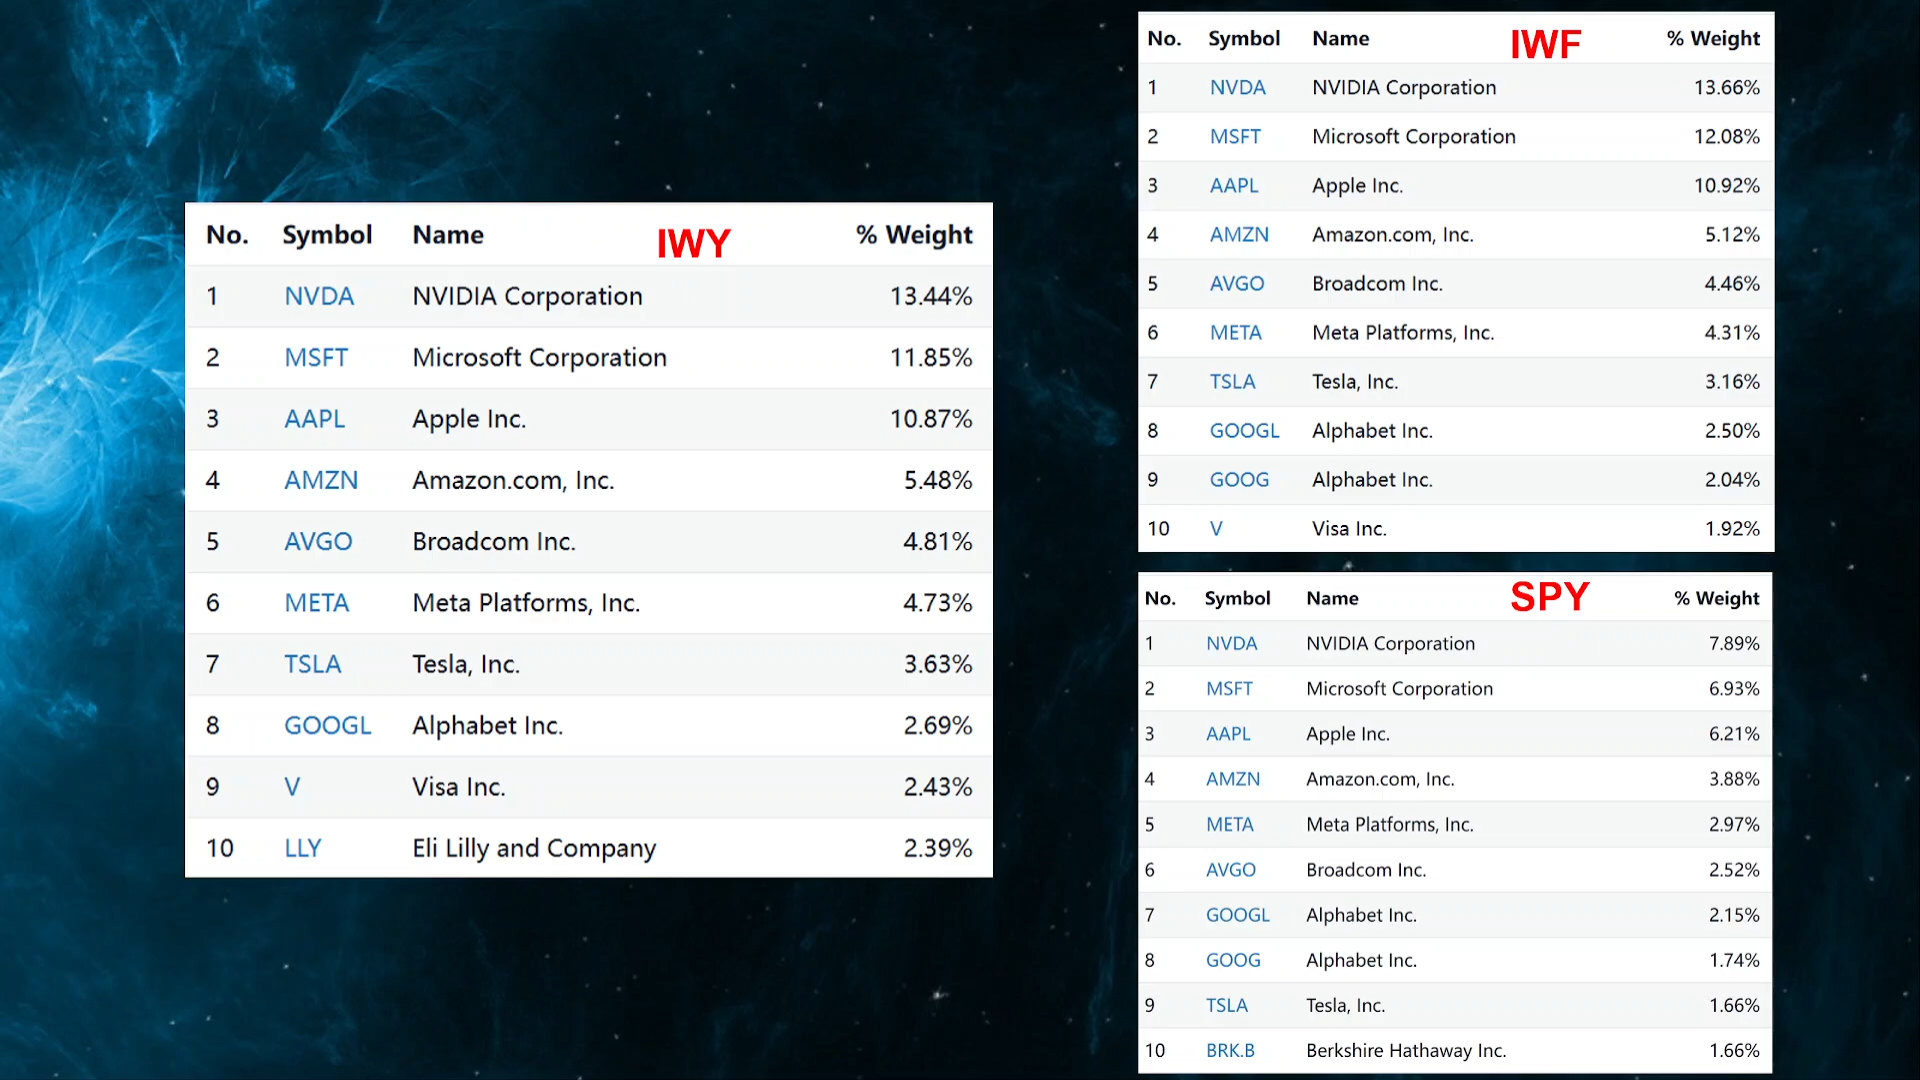 No. Symbol Name IWY % Weight
1 NVDA NVIDIA Corporation 13.44%
2 MSFT Microsoft Corporation 11.85%
3 AAPL Apple Inc. 10.87%
4 AMZN Amazon.com, Inc. 5.48%
5 AVGO Broadcom Inc. 4.81%
6 META Meta Platforms, Inc. 4.73%
7 TSLA Tesla, Inc. 3.63%
8 GOOGL Alphabet Inc. 2.69%
9 V Visa Inc. 2.43%
10 LLY Eli Lilly and Company 2.39%
No. Symbol Name IWF % Weight
1 NVDA NVIDIA Corporation 13.66%
2 MSFT Microsoft Corporation 12.08%
3 AAPL Apple Inc. 10.92%
4 AMZN Amazon.com, Inc. 5.12%
5 AVGO Broadcom Inc. 4.46%
6 META Meta Platforms, Inc. 4.31%
7 TSLA Tesla, Inc. 3.16%
8 GOOGL Alphabet Inc. 2.50%
9 GOOG Alphabet Inc. 2.04%
10 V Visa Inc. 1.92%
No. Symbol Name SPY % Weight
1 NVDA NVIDIA Corporation 7.89%
2 MSFT Microsoft Corporation 6.93%
3 AAPL Apple Inc. 6.21%
4 AMZN Amazon.com, Inc. 3.88%
5 META Meta Platforms, Inc. 2.97%
6 AVGO Broadcom Inc. 2.52%
7 GOOGL Alphabet Inc. 2.15%
8 GOOG Alphabet Inc. 1.74%
9 TSLA Tesla, Inc. 1.66%
10 BRK.B Berkshire Hathaway Inc. 1.66%